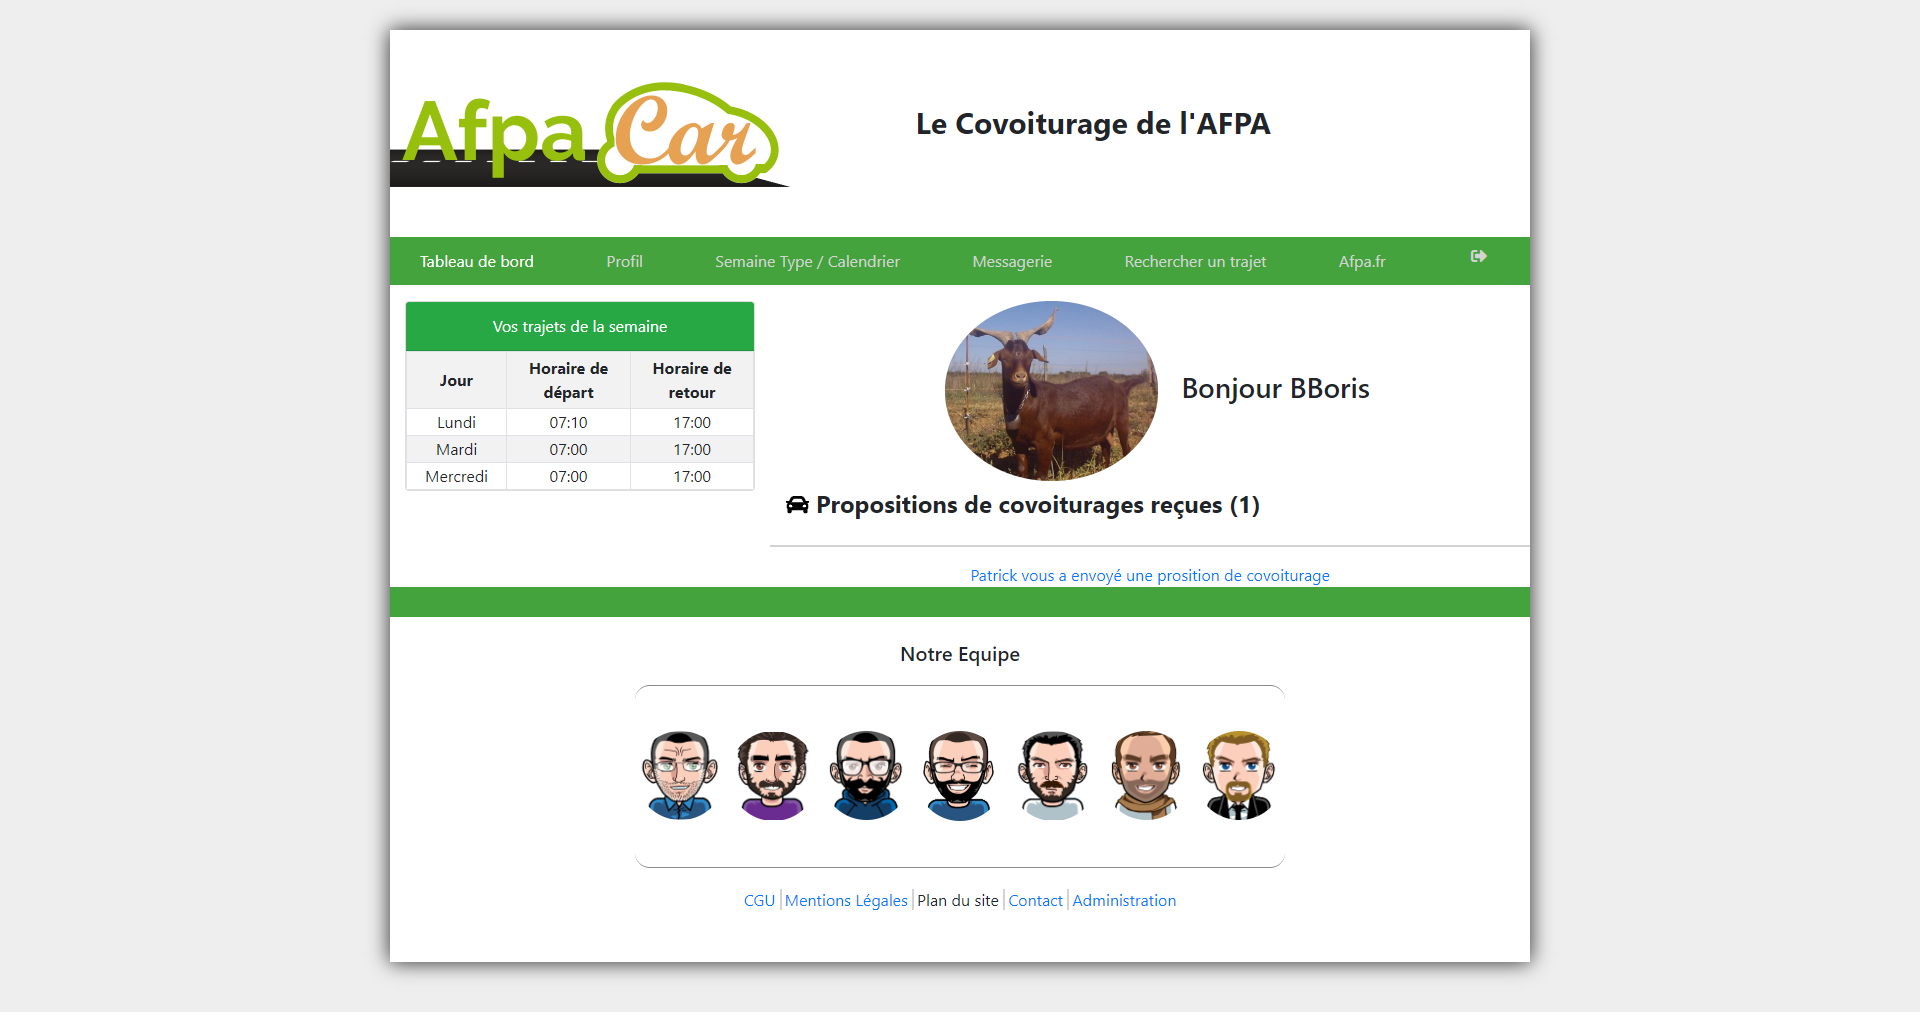 Afpa Car
Le Covoiturage de l'AFPA
Tableau de bord Profil Semaine Type / Calendrier Messagerie Rechercher un trajet Afpa.fr
Vos trajets de la semaine
Jour Horaire de départ Horaire de retour
Lundi 07:10 17:00
Mardi 07:00 17:00
Mercredi 07:00 17:00
Bonjour BBoris
Propositions de covoiturages reçues (1)
Patrick vous a envoyé une prosition de covoiturage
Notre Equipe
CGU Mentions Légales Plan du site Contact Administration